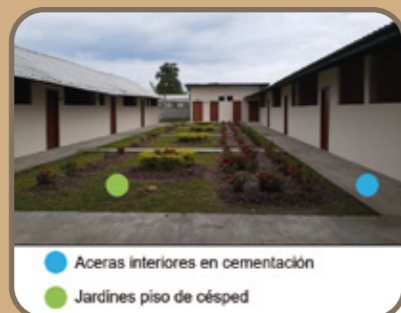 Aceras interiores en cementación
Jardines piso de césped